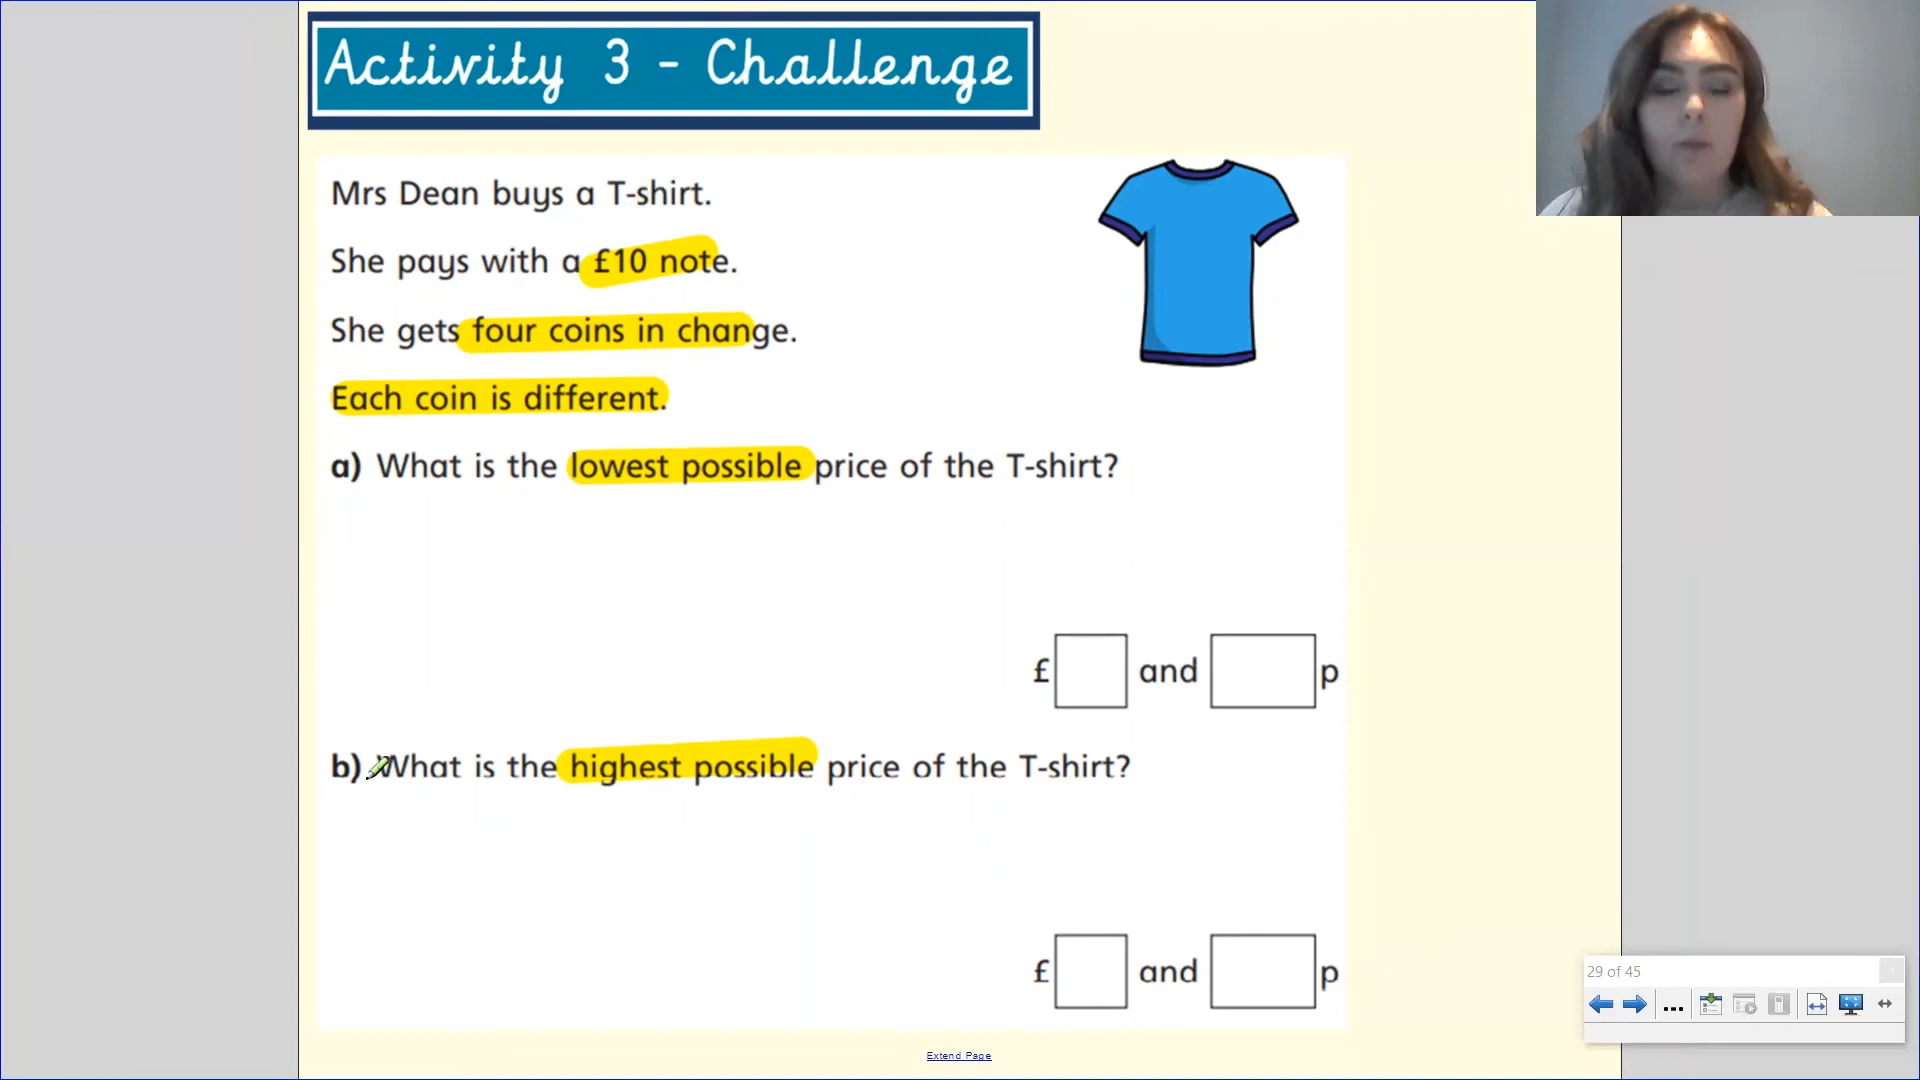 Activity 3 - Challenge
Mrs Dean buys a T-shirt.
She pays with a £10 note.
She gets four coins in change.
Each coin is different.
a) What is the lowest possible price of the T-shirt?
£ and p
b) What is the highest possible price of the T-shirt?
£ and p
29 of 45
Extend Page